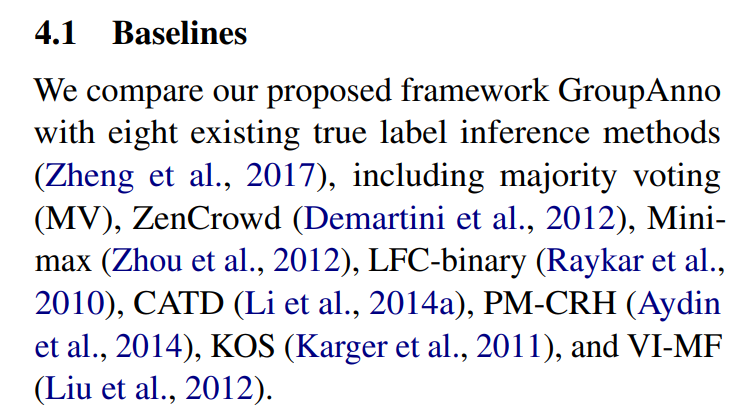 4.1 Baselines
We compare our proposed framework GroupAnno
with eight existing true label inference methods
(Zheng et al., 2017), including majority voting
(MV), ZenCrowd (Demartini et al., 2012), Mini-
max (Zhou et al., 2012), LFC-binary (Raykar et al.,
2010), CATD (Li et al., 2014a), PM-CRH (Aydin
et al., 2014), KOS (Karger et al., 2011), and VI-MF
(Liu et al., 2012).